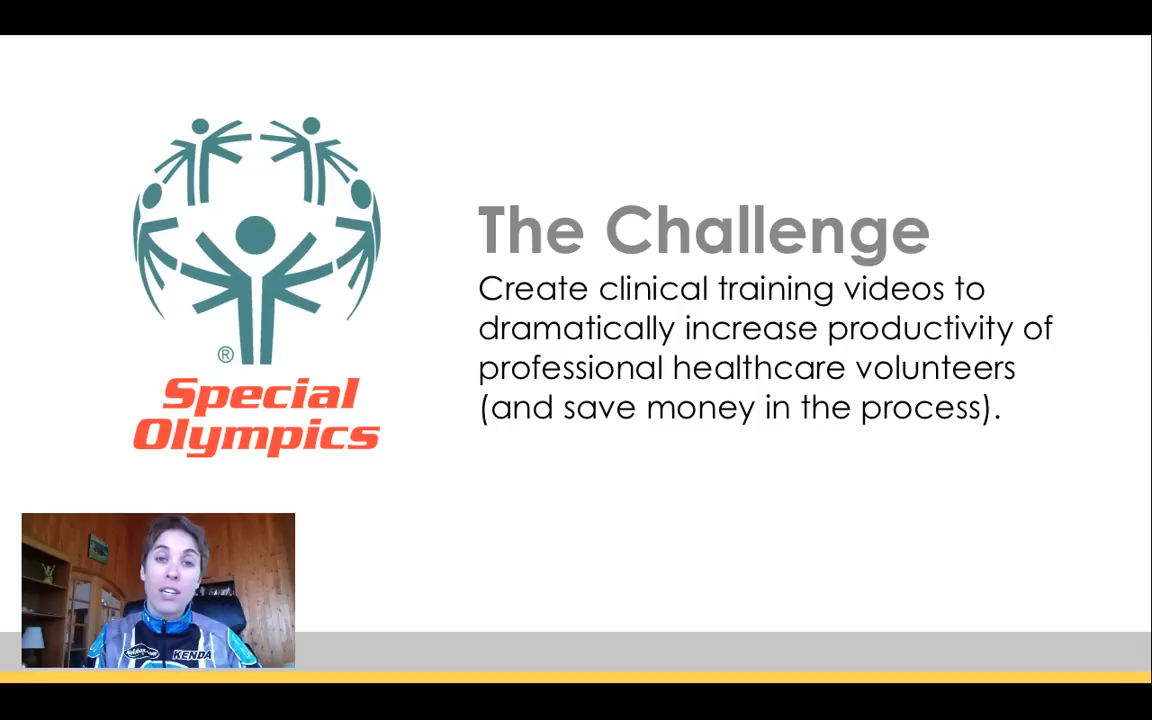 The Challenge
Create clinical training videos to
dramatically increase productivity of
professional healthcare volunteers
(and save money in the process).
®
Special
Olympics
KENDA